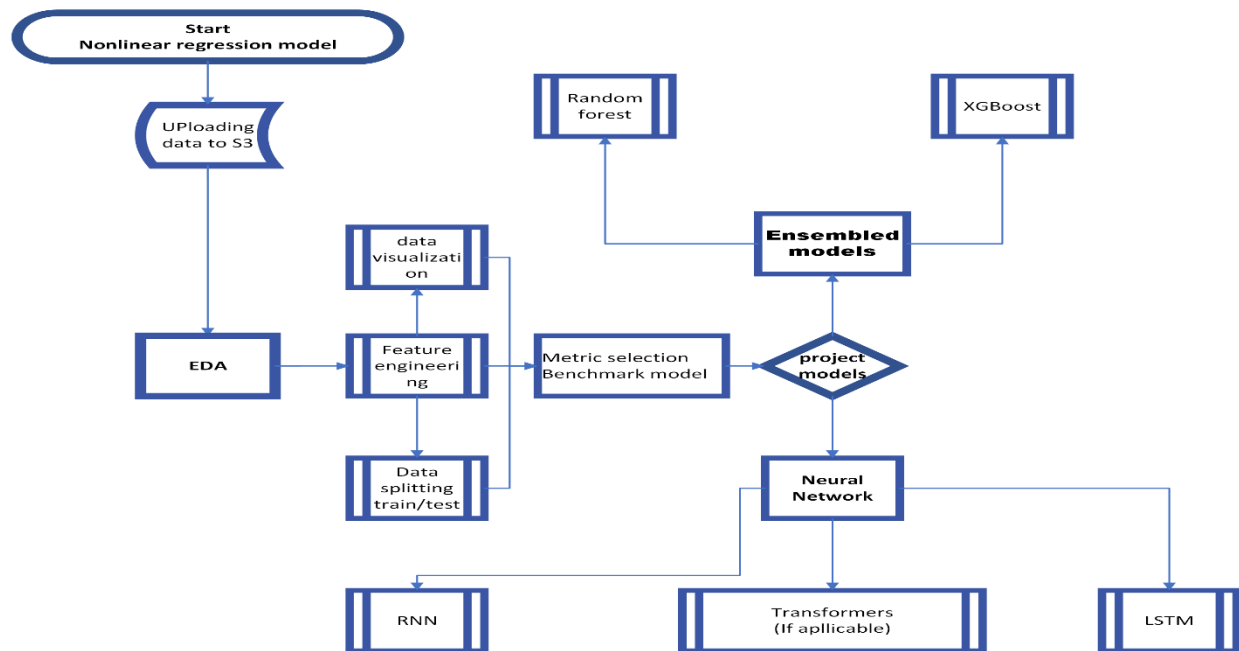 Start
Nonlinear regression model
UPloading
data to S3
Random
forest
XGBoost
Ensembled
models
data
visualizati
on
EDA
Feature
engineeri
ng
Metric selection
Benchmark model
project
models
Data
splitting
train/test
Neural
Network
RNN
Transformers
(If apllicable)
LSTM